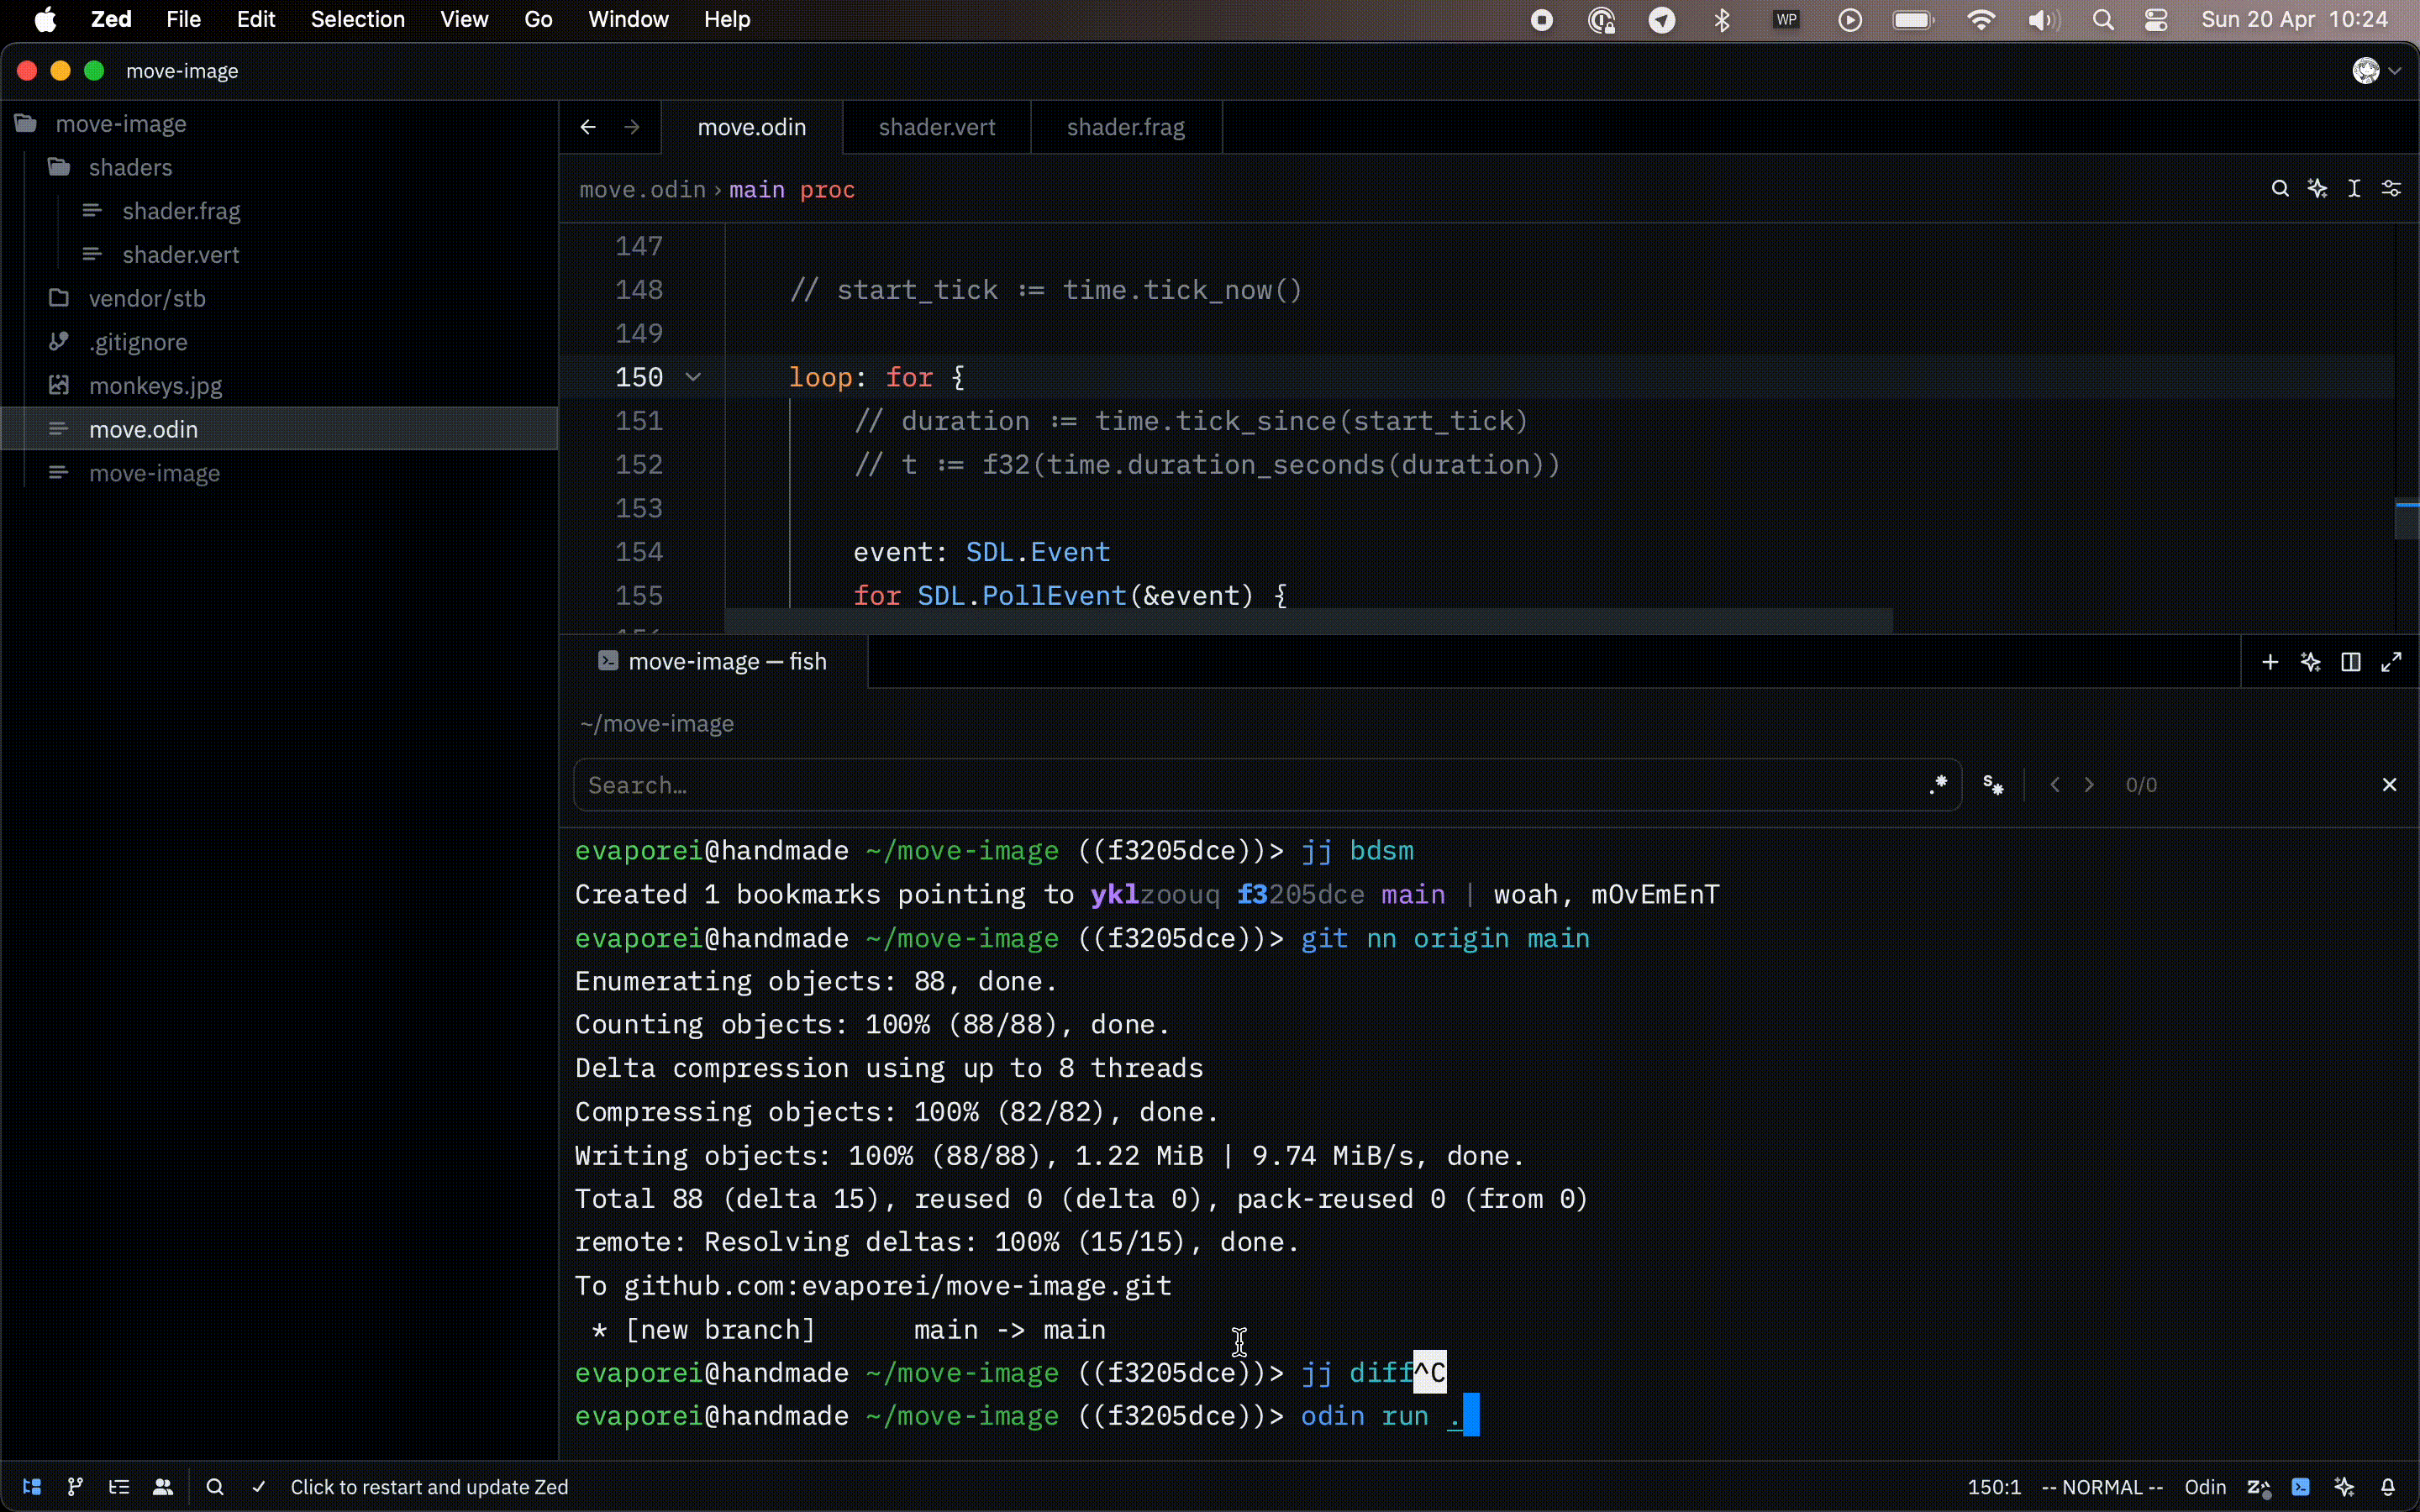 Zed File Edit Selection View Go Window Help WP Sun 20 Apr 10:24
move-image
move-image
shaders
shader.frag
shader.vert
vendor/stb
.gitignore
monkeys.jpg
move.odin
move-image
move.odin shader.vert shader.frag
move.odin › main proc
147
148 // start_tick := time.tick_now()
149
150 loop: for {
151 // duration := time.tick_since(start_tick)
152 // t := f32(time.duration_seconds(duration))
153
154 event: SDL.Event
155 for SDL.PollEvent(&event) {
move-image — fish
~/move-image
Search… .* 0/0
evaporei@handmade ~/move-image ((f3205dce))> jj bdsm
Created 1 bookmarks pointing to yklzoouq f3205dce main | woah, mOvEmEnT
evaporei@handmade ~/move-image ((f3205dce))> git nn origin main
Enumerating objects: 88, done.
Counting objects: 100% (88/88), done.
Delta compression using up to 8 threads
Compressing objects: 100% (82/82), done.
Writing objects: 100% (88/88), 1.22 MiB | 9.74 MiB/s, done.
Total 88 (delta 15), reused 0 (delta 0), pack-reused 0 (from 0)
remote: Resolving deltas: 100% (15/15), done.
To github.com:evaporei/move-image.git
* [new branch] main -> main
evaporei@handmade ~/move-image ((f3205dce))> jj diff^C
evaporei@handmade ~/move-image ((f3205dce))> odin run .
Click to restart and update Zed 150:1 -- NORMAL -- Odin